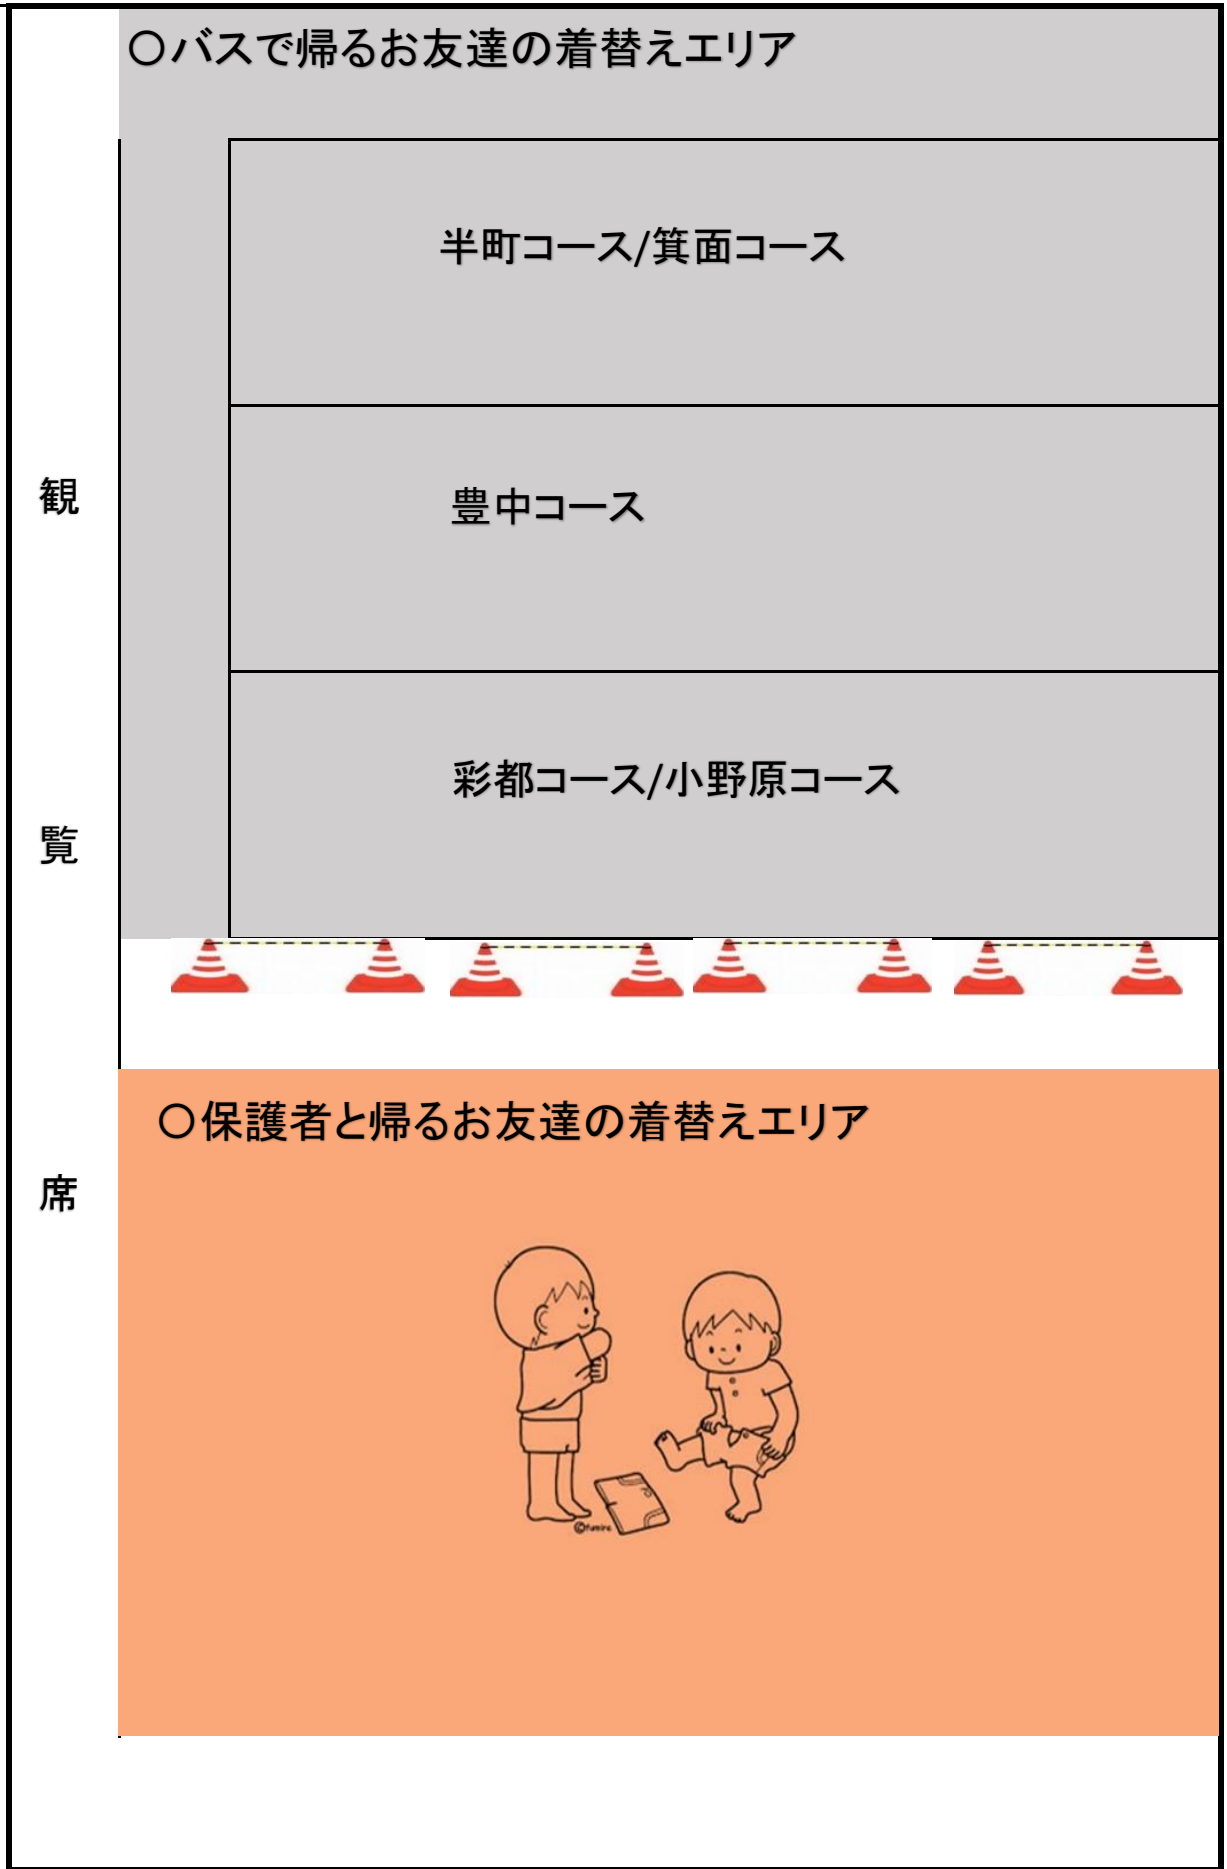 〇バスで帰るお友達の着替えエリア
半町コース/箕面コース
豊中コース
彩都コース/小野原コース
観
覧
席
〇保護者と帰るお友達の着替えエリア
©fumira